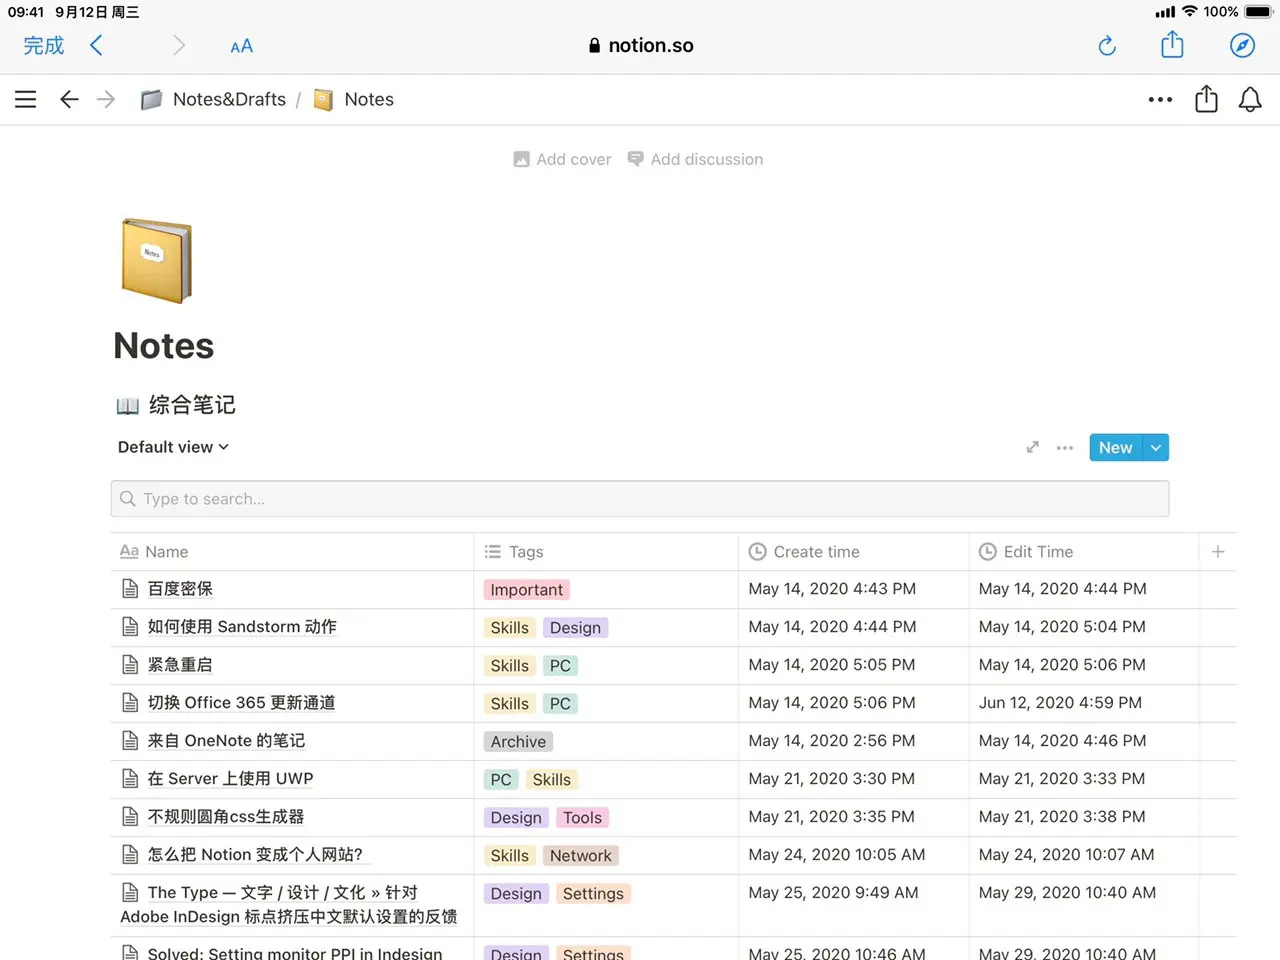 09:41 9月12日 周三
100%
完成
AA
notion.so
Notes&Drafts / Notes
Add cover Add discussion
Notes
Notes
综合笔记
Default view
New
Type to search...
Aa Name Tags Create time Edit Time +
百度密保 Important May 14, 2020 4:43 PM May 14, 2020 4:44 PM
如何使用 Sandstorm 动作 Skills Design May 14, 2020 4:44 PM May 14, 2020 5:04 PM
紧急重启 Skills PC May 14, 2020 5:05 PM May 14, 2020 5:06 PM
切换 Office 365 更新通道 Skills PC May 14, 2020 5:06 PM Jun 12, 2020 4:59 PM
来自 OneNote 的笔记 Archive May 14, 2020 2:56 PM May 14, 2020 4:46 PM
在 Server 上使用 UWP PC Skills May 21, 2020 3:30 PM May 21, 2020 3:33 PM
不规则圆角css生成器 Design Tools May 21, 2020 3:35 PM May 21, 2020 3:38 PM
怎么把 Notion 变成个人网站? Skills Network May 24, 2020 10:05 AM May 24, 2020 10:07 AM
The Type — 文字 / 设计 / 文化 » 针对 Design Settings May 25, 2020 9:49 AM May 29, 2020 10:40 AM
Adobe InDesign 标点挤压中文默认设置的反馈
Solved: Setting monitor PPI in Indesign Design Settings May 25, 2020 10:46 AM May 29, 2020 10:40 AM